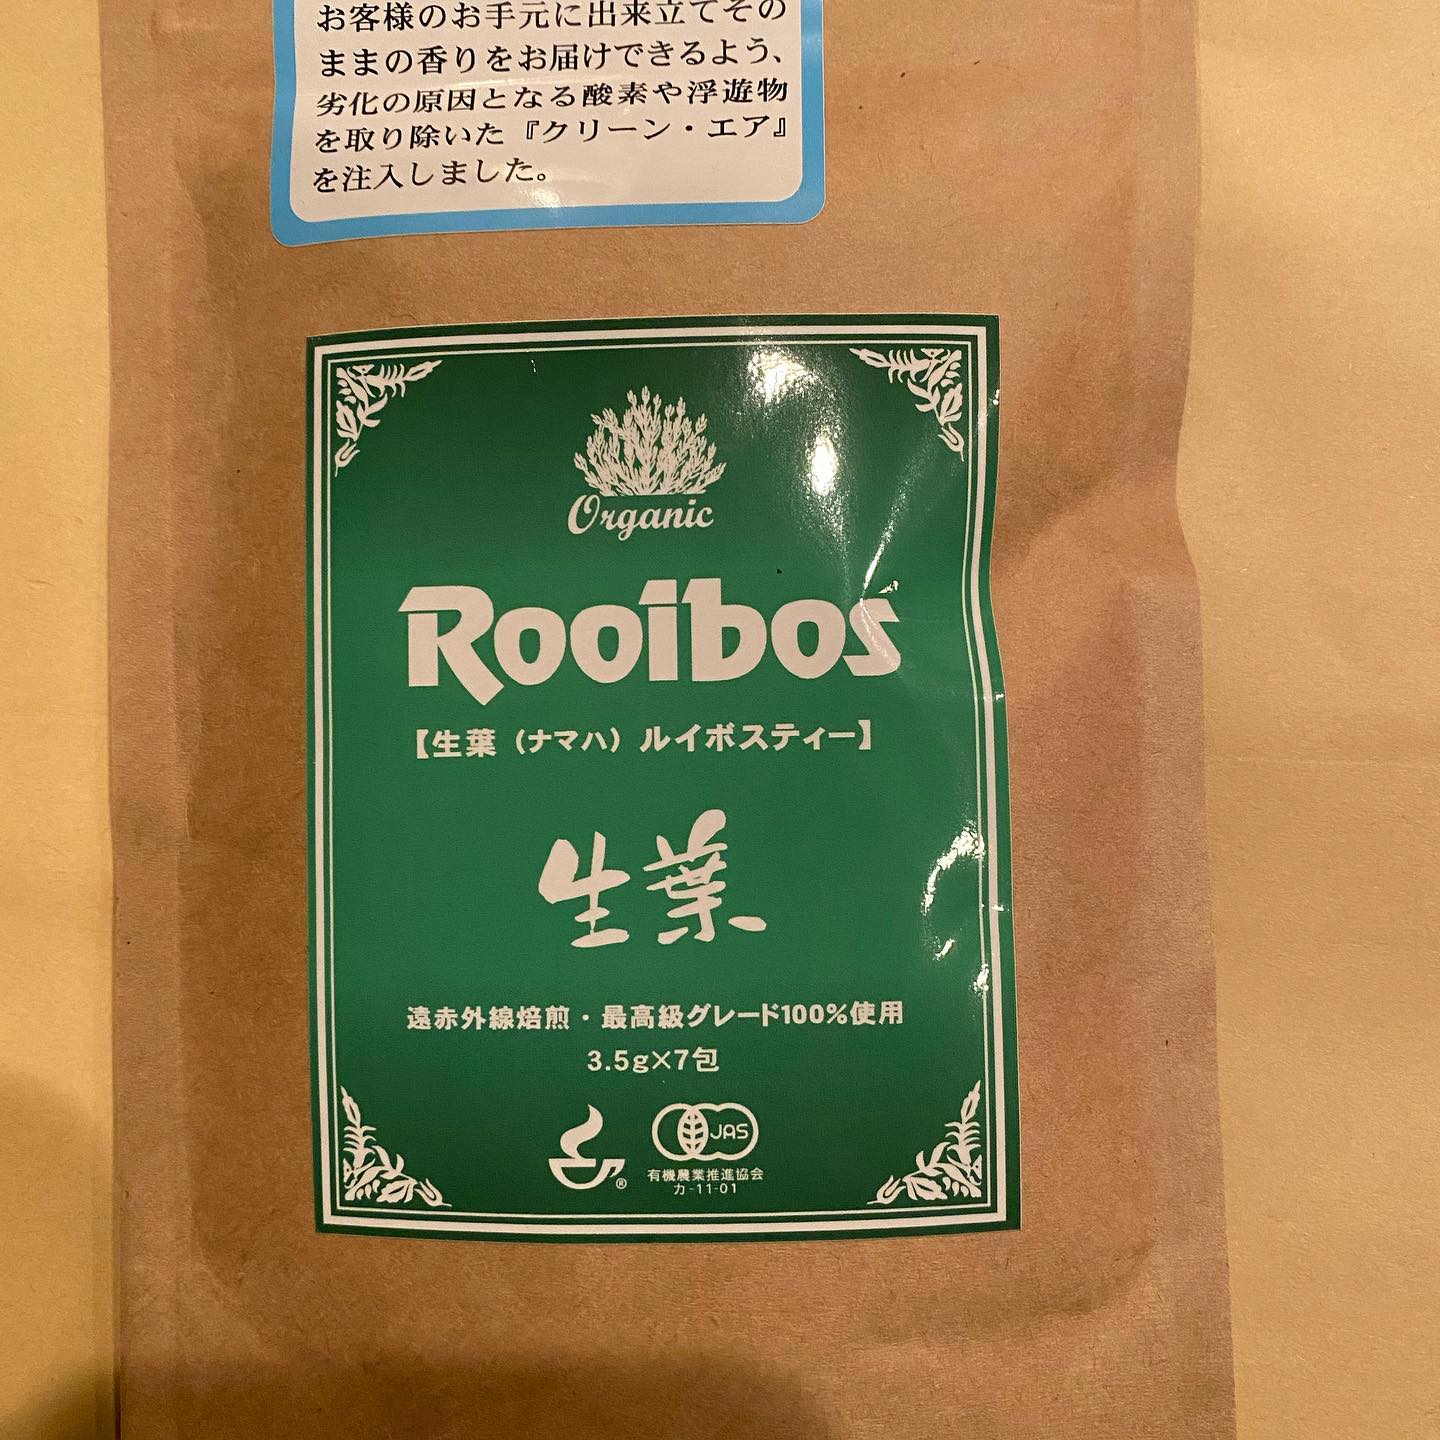 お客様のお手元に出来立てその
ままの香りをお届けできるよう、
劣化の原因となる酸素や浮遊物
を取り除いた『クリーン・エア』
を注入しました。
Organic
Rooibos
【生葉（ナマハ）ルイボスティー】
生葉
遠赤外線焙煎・最高級グレード100%使用
3.5g×7包
®
JAS
有機農業推進協会
カ-11-01